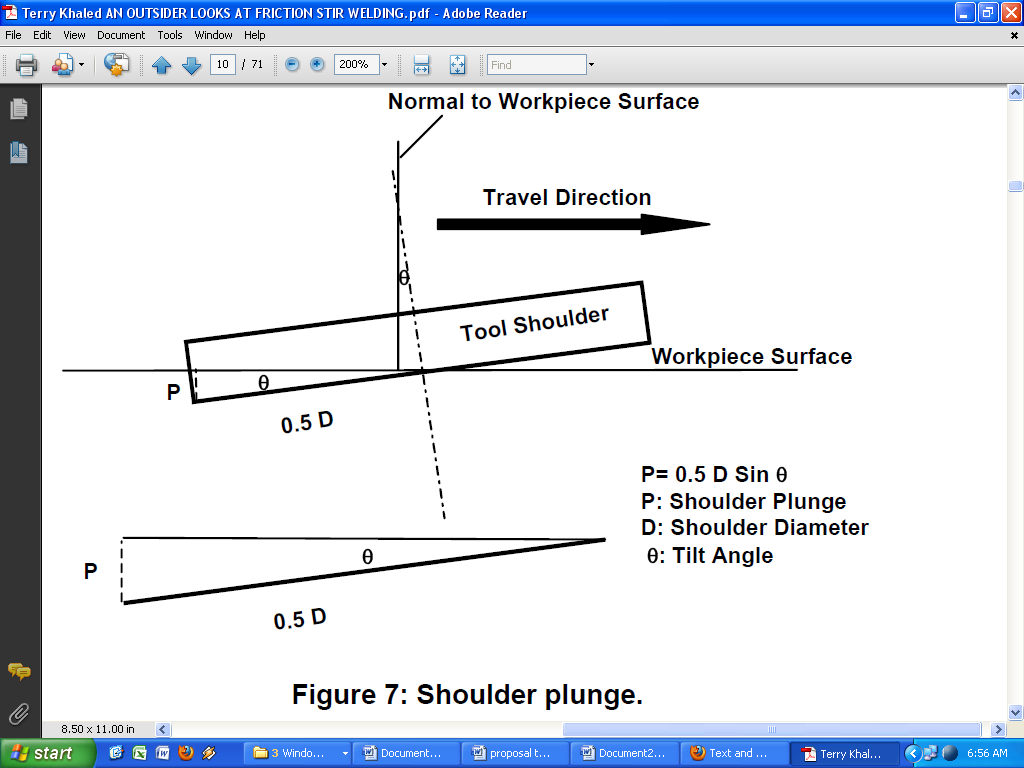 Terry Khaled AN OUTSIDER LOOKS AT FRICTION STIR WELDING.pdf - Adobe Reader
File Edit View Document Tools Window Help
10 / 71 200% Find
Normal to Workpiece Surface
Travel Direction
θ
Tool Shoulder
Workpiece Surface
P θ
0.5 D
P= 0.5 D Sin θ
P: Shoulder Plunge
D: Shoulder Diameter
θ: Tilt Angle
θ
P
0.5 D
Figure 7: Shoulder plunge.
8.50 x 11.00 in
start 3 Windo... Document... proposal t... Document2... Text and ... Terry Khal... 6:56 AM